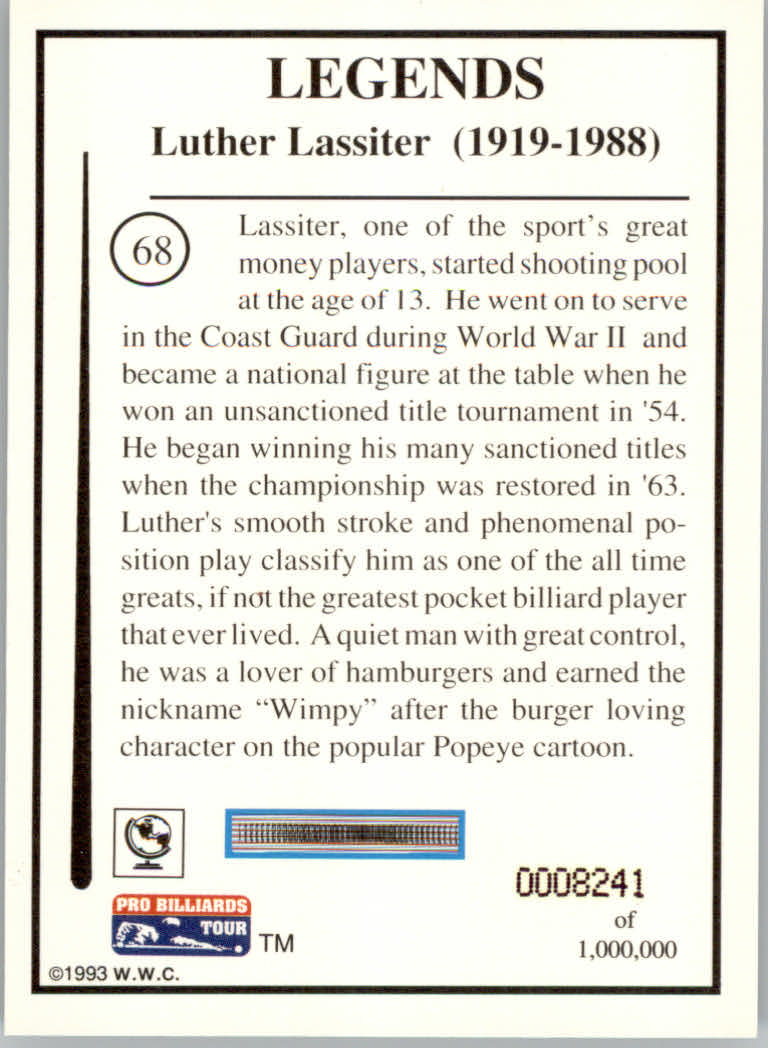 LEGENDS
Luther Lassiter (1919-1988)
68
Lassiter, one of the sport's great
money players, started shooting pool
at the age of 13. He went on to serve
in the Coast Guard during World War II and
became a national figure at the table when he
won an unsanctioned title tournament in '54.
He began winning his many sanctioned titles
when the championship was restored in '63.
Luther's smooth stroke and phenomenal po-
sition play classify him as one of the all time
greats, if not the greatest pocket billiard player
that ever lived. A quiet man with great control,
he was a lover of hamburgers and earned the
nickname “Wimpy” after the burger loving
character on the popular Popeye cartoon.
0008241
of
1,000,000
PRO BILLIARDS
TOUR
TM
©1993 W.W.C.